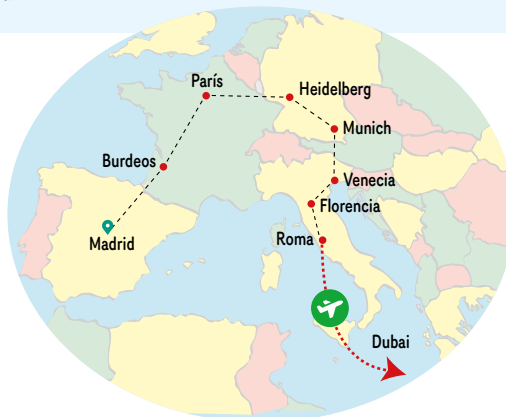 París
Heidelberg
Munich
Burdeos
Venecia
Florencia
Madrid
Roma
Dubai